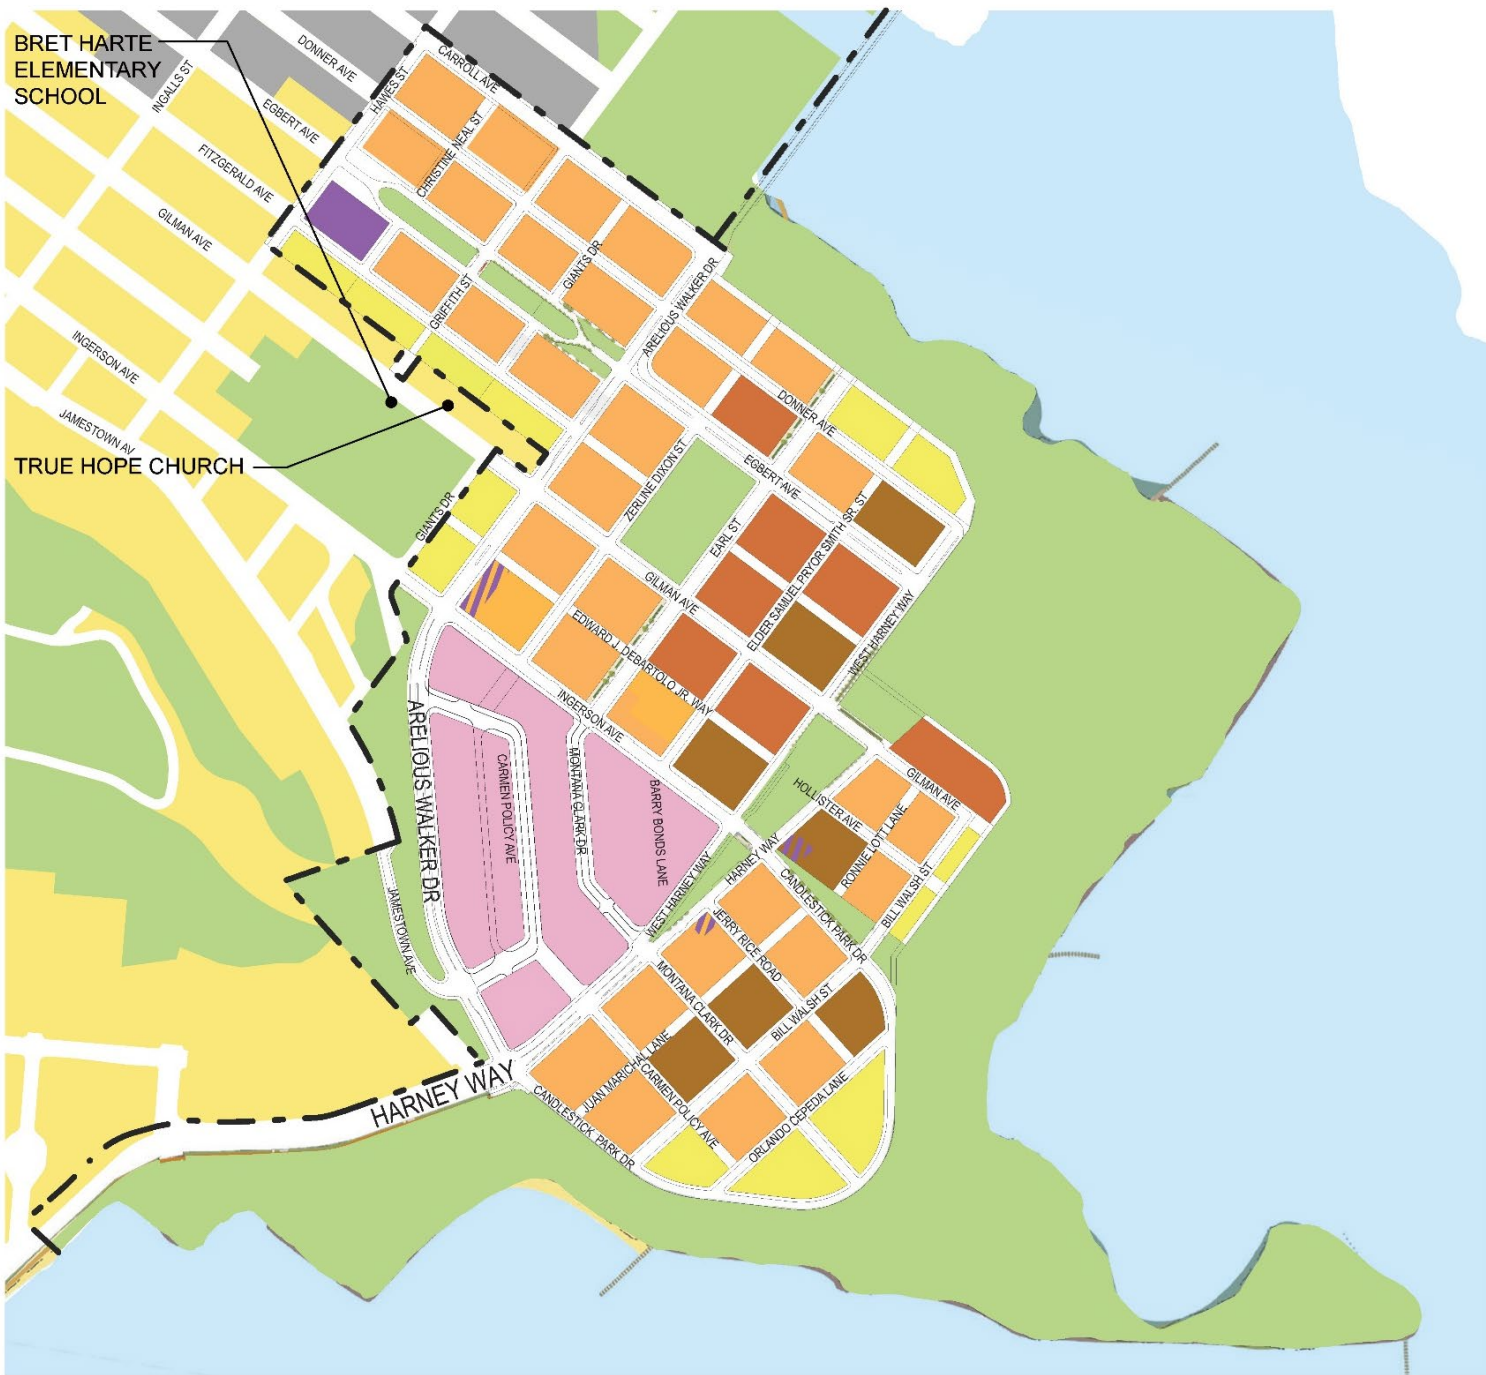 BRET HARTE
ELEMENTARY
SCHOOL
DONNER AVE
CARROLL AVE
INGALLS ST
HAWES ST
EGBERT AVE
CHRISTINE NEAL ST
FITZGERALD AVE
GILMAN AVE
GIANTS DR
GRIFFITH ST
ARELIOUS WALKER DR
INGERSON AVE
JAMESTOWN AV
DONNER AVE
TRUE HOPE CHURCH
ZERLINE DIXON ST
EGBERT AVE
GIANTS DR
EARL ST
ELDER SAMUEL PRYOR SMITH SR. ST
GILMAN AVE
EDWARD J. DEBARTOLO JR. WAY
WEST HARNEY WAY
INGERSON AVE
ARELIOUS WALKER DR
CARMEN POLICY AVE
MONTANA CLARK DR
BARRY BONDS LANE
HOLLISTER AVE
GILMAN AVE
RONNIE LOTT LANE
HARNEY WAY
WEST HARNEY WAY
CANDLESTICK PARK DR
BILL WALSH ST
JAMESTOWN AVE
JERRY RICE ROAD
MONTANA CLARK DR
BILL WALSH ST
JUAN MARICHAL LANE
CARMEN POLICY AVE
ORLANDO CEPEDA LANE
HARNEY WAY
CANDLESTICK PARK DR